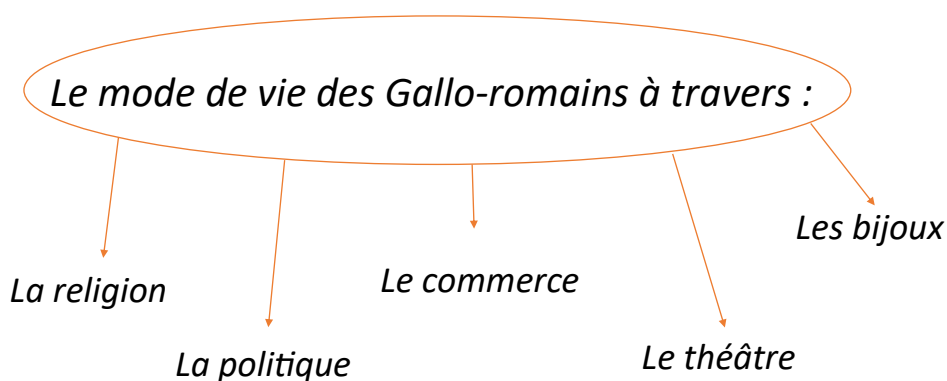 Le mode de vie des Gallo-romains à travers :
La religion
La politique
Le commerce
Le théâtre
Les bijoux